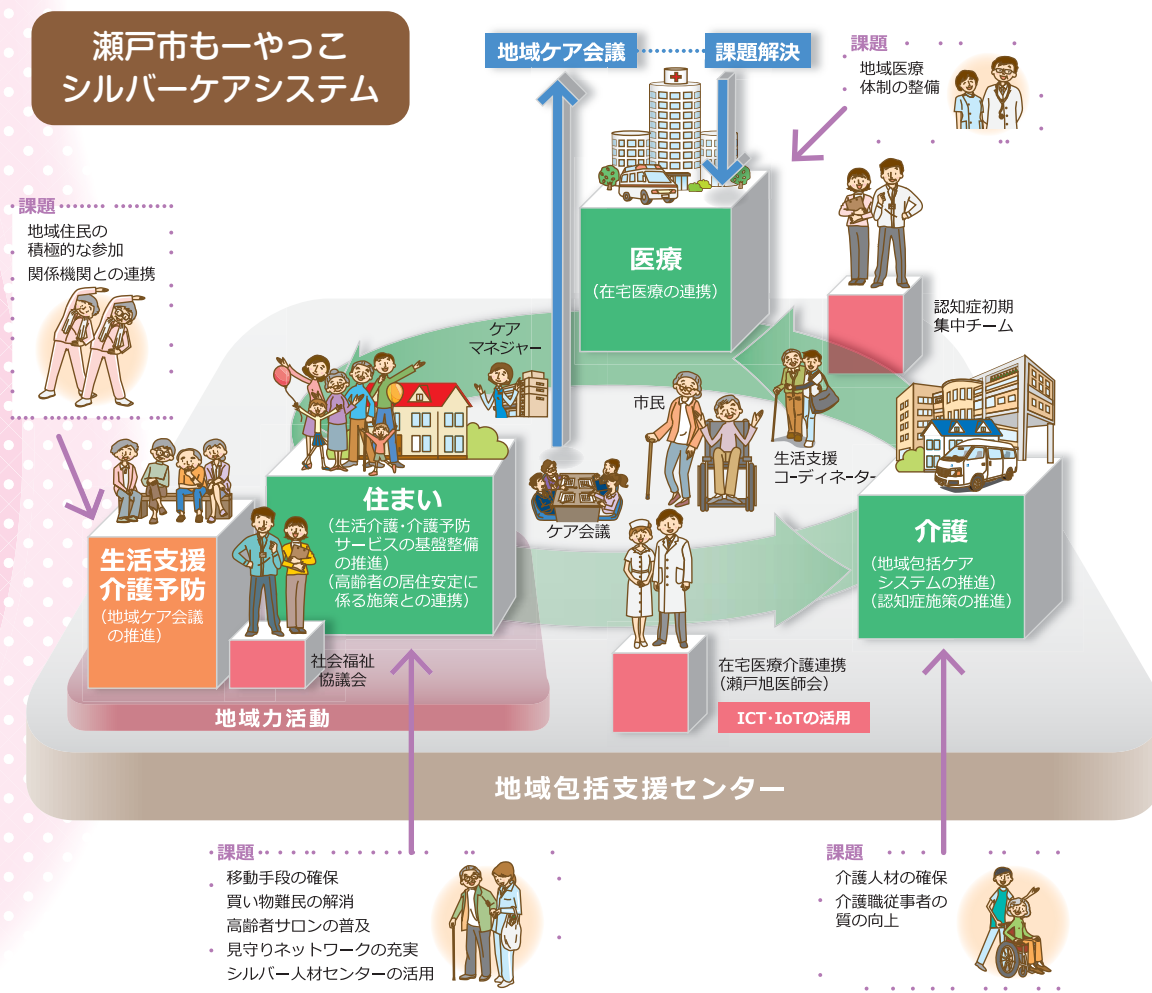 瀬戸市もーやっこ
シルバーケアシステム
地域ケア会議
課題解決
課題
地域医療
体制の整備
課題
地域住民の
積極的な参加
関係機関との連携
医療
(在宅医療の連携)
認知症初期
集中チーム
ケア
マネジャー
市民
生活支援
コーディネーター
ケア会議
住まい
(生活介護・介護予防
サービスの基盤整備
の推進)
(高齢者の居住安定に
係る施策との連携)
介護
(地域包括ケア
システムの推進)
(認知症施策の推進)
生活支援
介護予防
(地域ケア会議
の推進)
社会福祉
協議会
在宅医療介護連携
(瀬戸旭医師会)
ICT・IoTの活用
地域力活動
地域包括支援センター
課題
移動手段の確保
買い物難民の解消
高齢者サロンの普及
見守りネットワークの充実
シルバー人材センターの活用
課題
介護人材の確保
介護職従事者の
質の向上